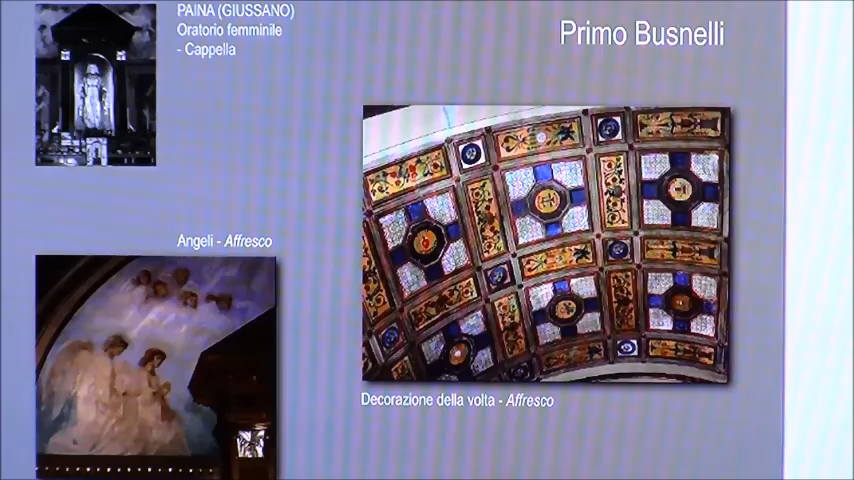 PAINA (GIUSSANO)
Oratorio femminile
- Cappella
Primo Busnelli
Angeli - Affresco
Decorazione della volta - Affresco